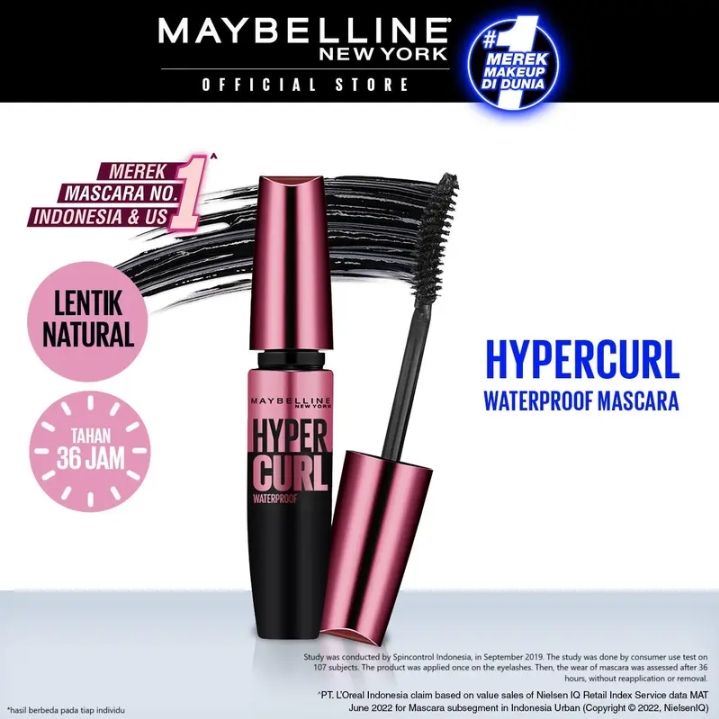 MAYBELLINE
NEW YORK
OFFICIAL STORE
#1
MEREK
MAKEUP
DI DUNIA
MEREK
MASCARA NO.
INDONESIA & US
1^
LENTIK
NATURAL
TAHAN
36 JAM
MAYBELLINE
NEW YORK
HYPER
CURL
WATERPROOF
HYPERCURL
WATERPROOF MASCARA
Study was conducted by Spincontrol Indonesia, in September 2019. The study was done by consumer use test on
107 subjects. The product was applied once on the eyelashes. Then, the wear of mascara was assessed after 36
hours, without reapplication or removal.
^PT. L'Oreal Indonesia claim based on value sales of Nielsen IQ Retail Index Service data MAT
June 2022 for Mascara subsegment in Indonesia Urban (Copyright © 2022, NielsenIQ)
*hasil berbeda pada tiap individu